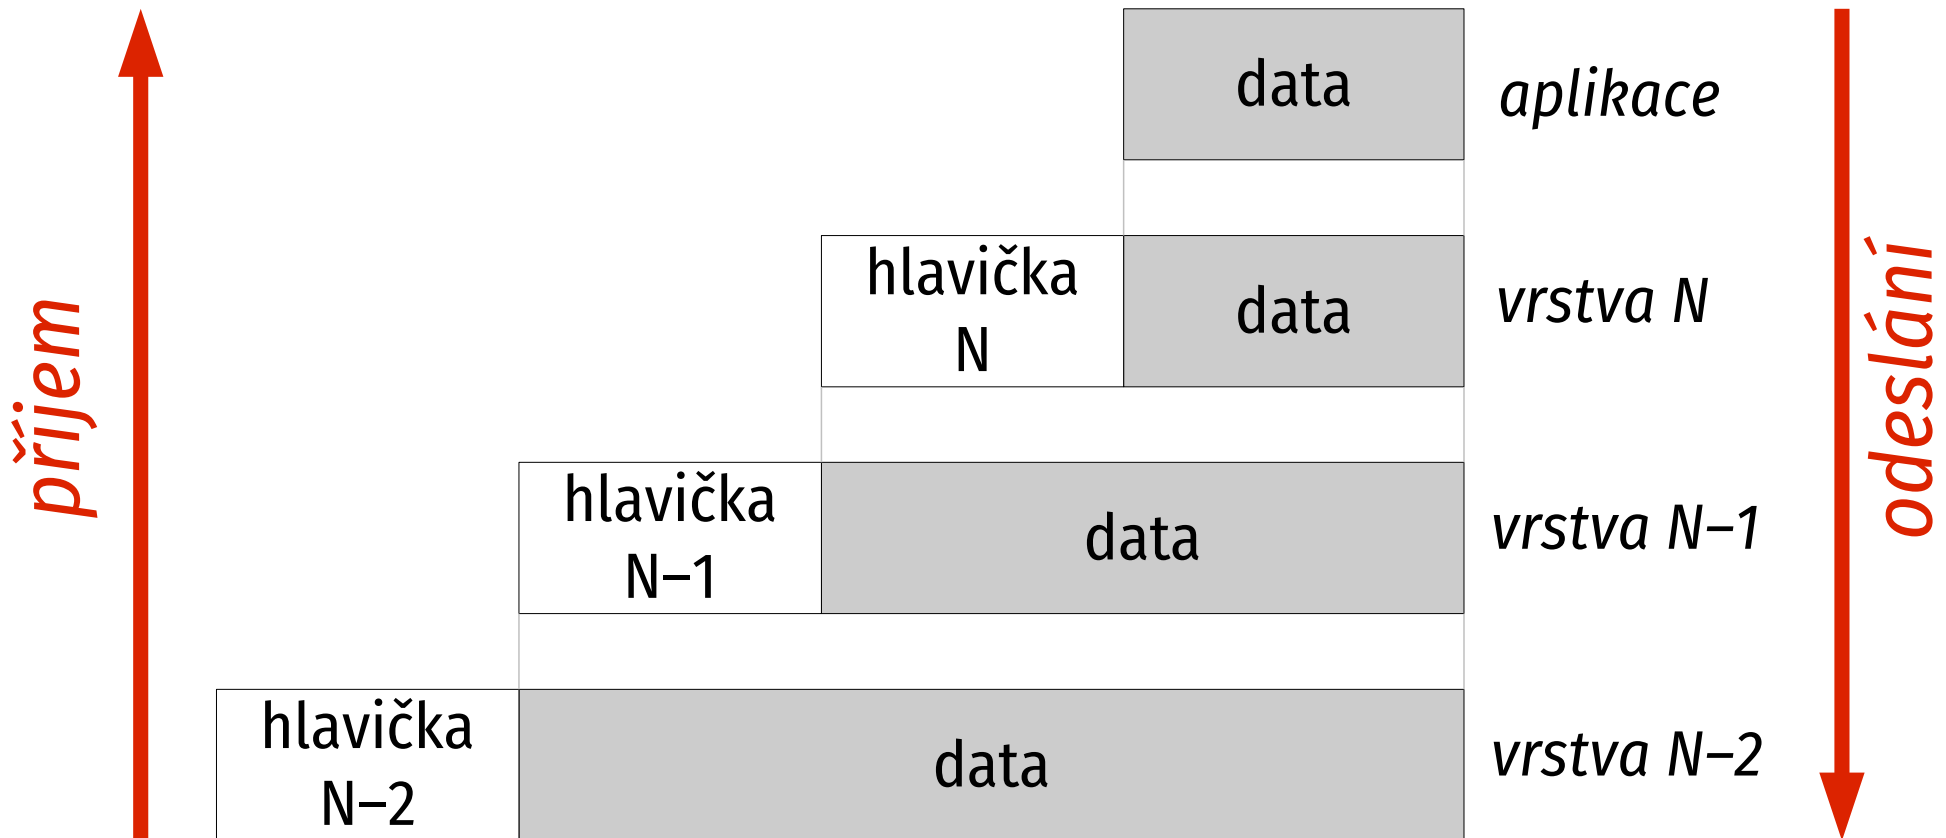 data
aplikace
hlavička
N
data
vrstva N
hlavička
N–1
data
vrstva N–1
hlavička
N–2
data
vrstva N–2
příjem
odeslání